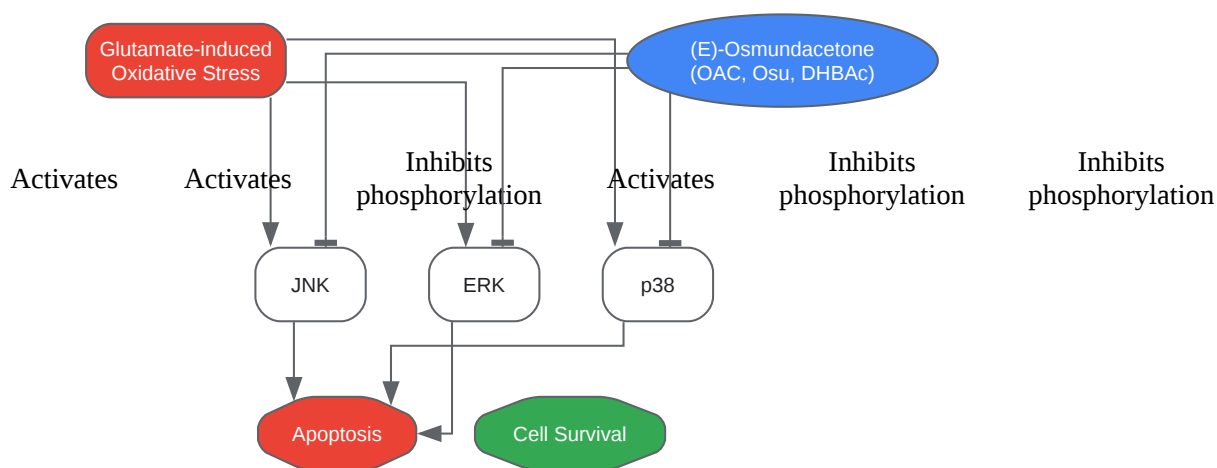 Glutamate-induced
Oxidative Stress
(E)-Osmundacetone
(OAC, Osu, DHBAc)
Activates
Activates
Inhibits
phosphorylation
Activates
Inhibits
phosphorylation
Inhibits
phosphorylation
JNK
ERK
p38
Apoptosis
Cell Survival